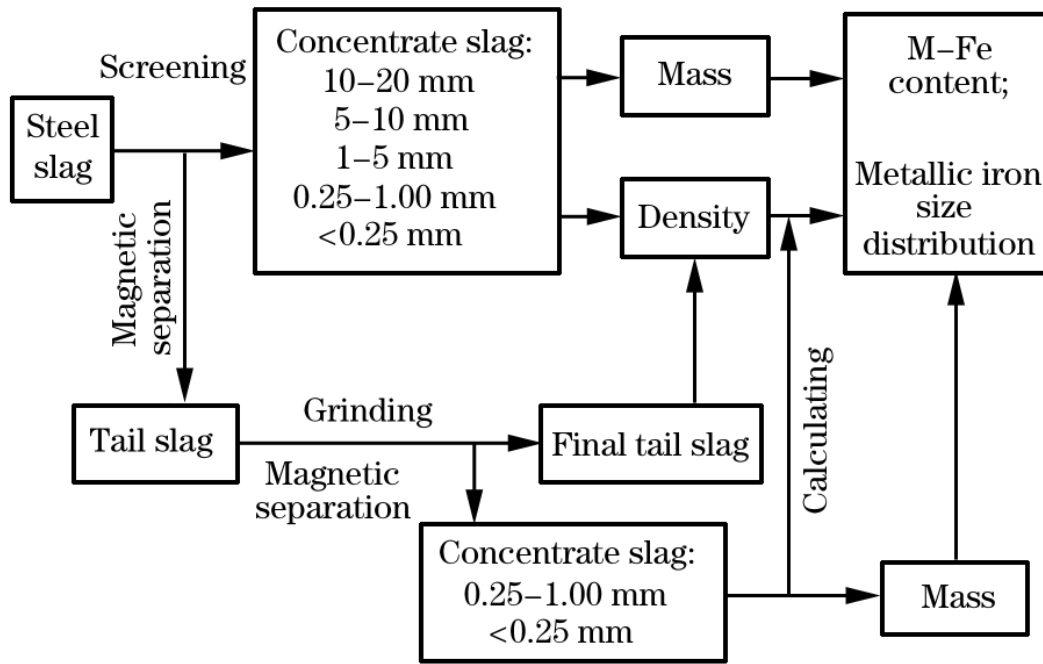 Steel
slag
Screening
Magnetic
separation
Concentrate slag:
10–20 mm
5–10 mm
1–5 mm
0.25–1.00 mm
<0.25 mm
Mass
Density
M–Fe
content;
Metallic iron
size
distribution
Tail slag
Grinding
Magnetic
separation
Final tail slag
Calculating
Concentrate slag:
0.25–1.00 mm
<0.25 mm
Mass